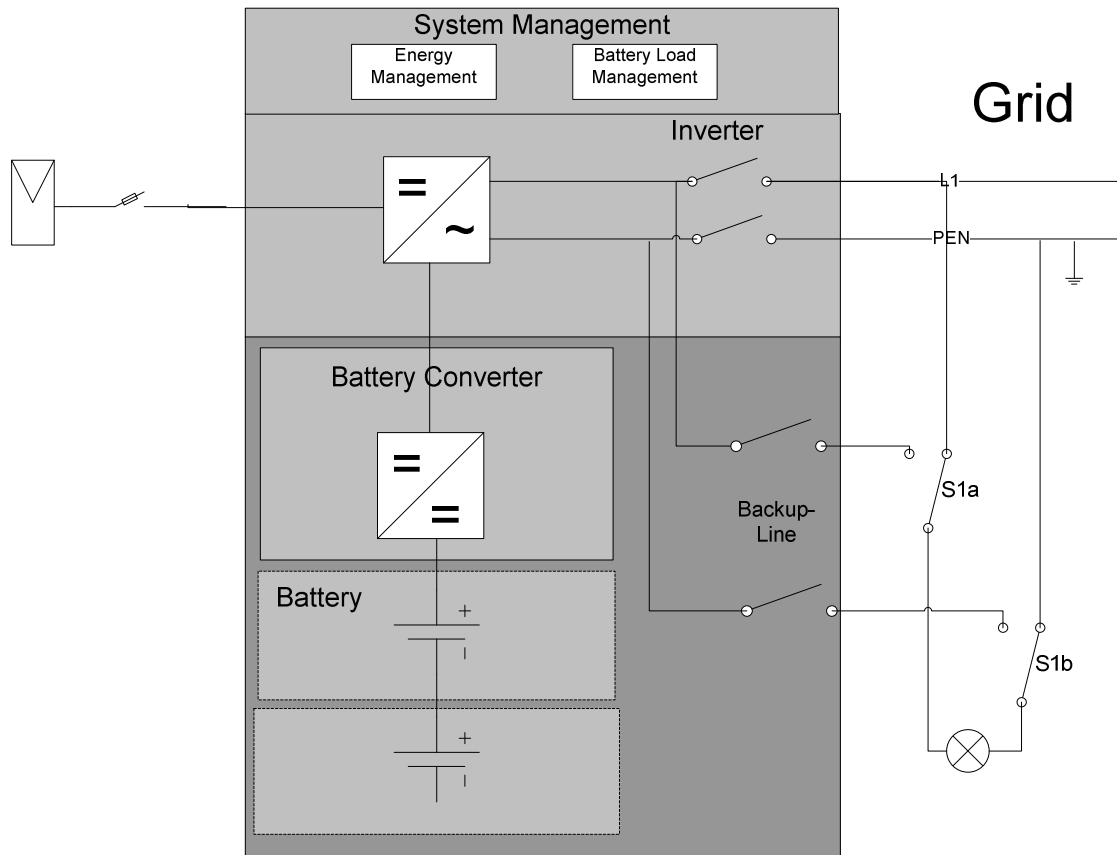 System Management
Energy
Management
Battery Load
Management
Grid
Inverter
L1
PEN
Battery Converter
S1a
Backup-
Line
Battery
S1b